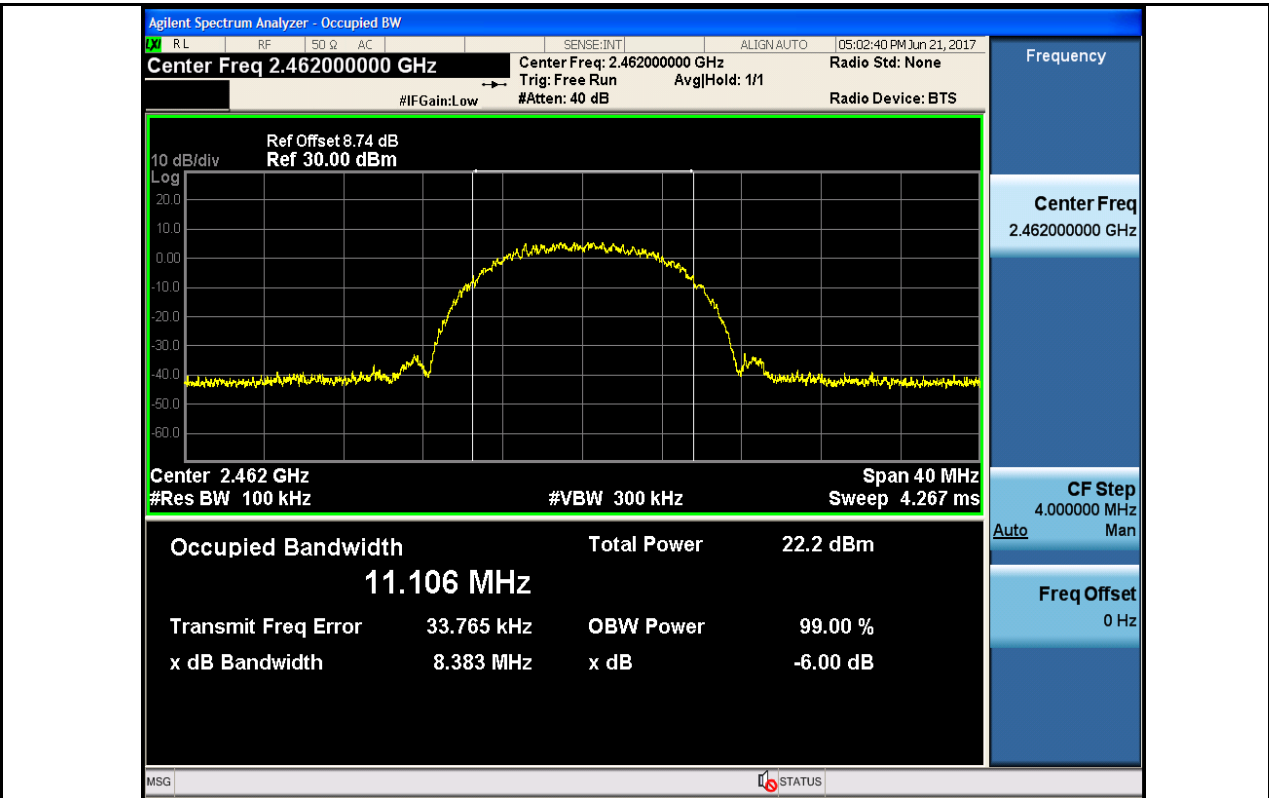 Agilent Spectrum Analyzer - Occupied BW
LXI RL RF 50 Ω AC SENSE:INT ALIGN AUTO 05:02:40 PM Jun 21, 2017
Center Freq 2.462000000 GHz
Center Freq: 2.462000000 GHz Radio Std: None
Trig: Free Run Avg|Hold: 1/1
#IFGain:Low #Atten: 40 dB Radio Device: BTS
Ref Offset 8.74 dB
10 dB/div Ref 30.00 dBm
Log
20.0
10.0
0.00
-10.0
-20.0
-30.0
-40.0
-50.0
-60.0
Center 2.462 GHz Span 40 MHz
#Res BW 100 kHz #VBW 300 kHz Sweep 4.267 ms
Occupied Bandwidth Total Power 22.2 dBm
11.106 MHz
Transmit Freq Error 33.765 kHz OBW Power 99.00 %
x dB Bandwidth 8.383 MHz x dB -6.00 dB
MSG STATUS
Frequency
Center Freq
2.462000000 GHz
CF Step
4.000000 MHz
Auto Man
Freq Offset
0 Hz